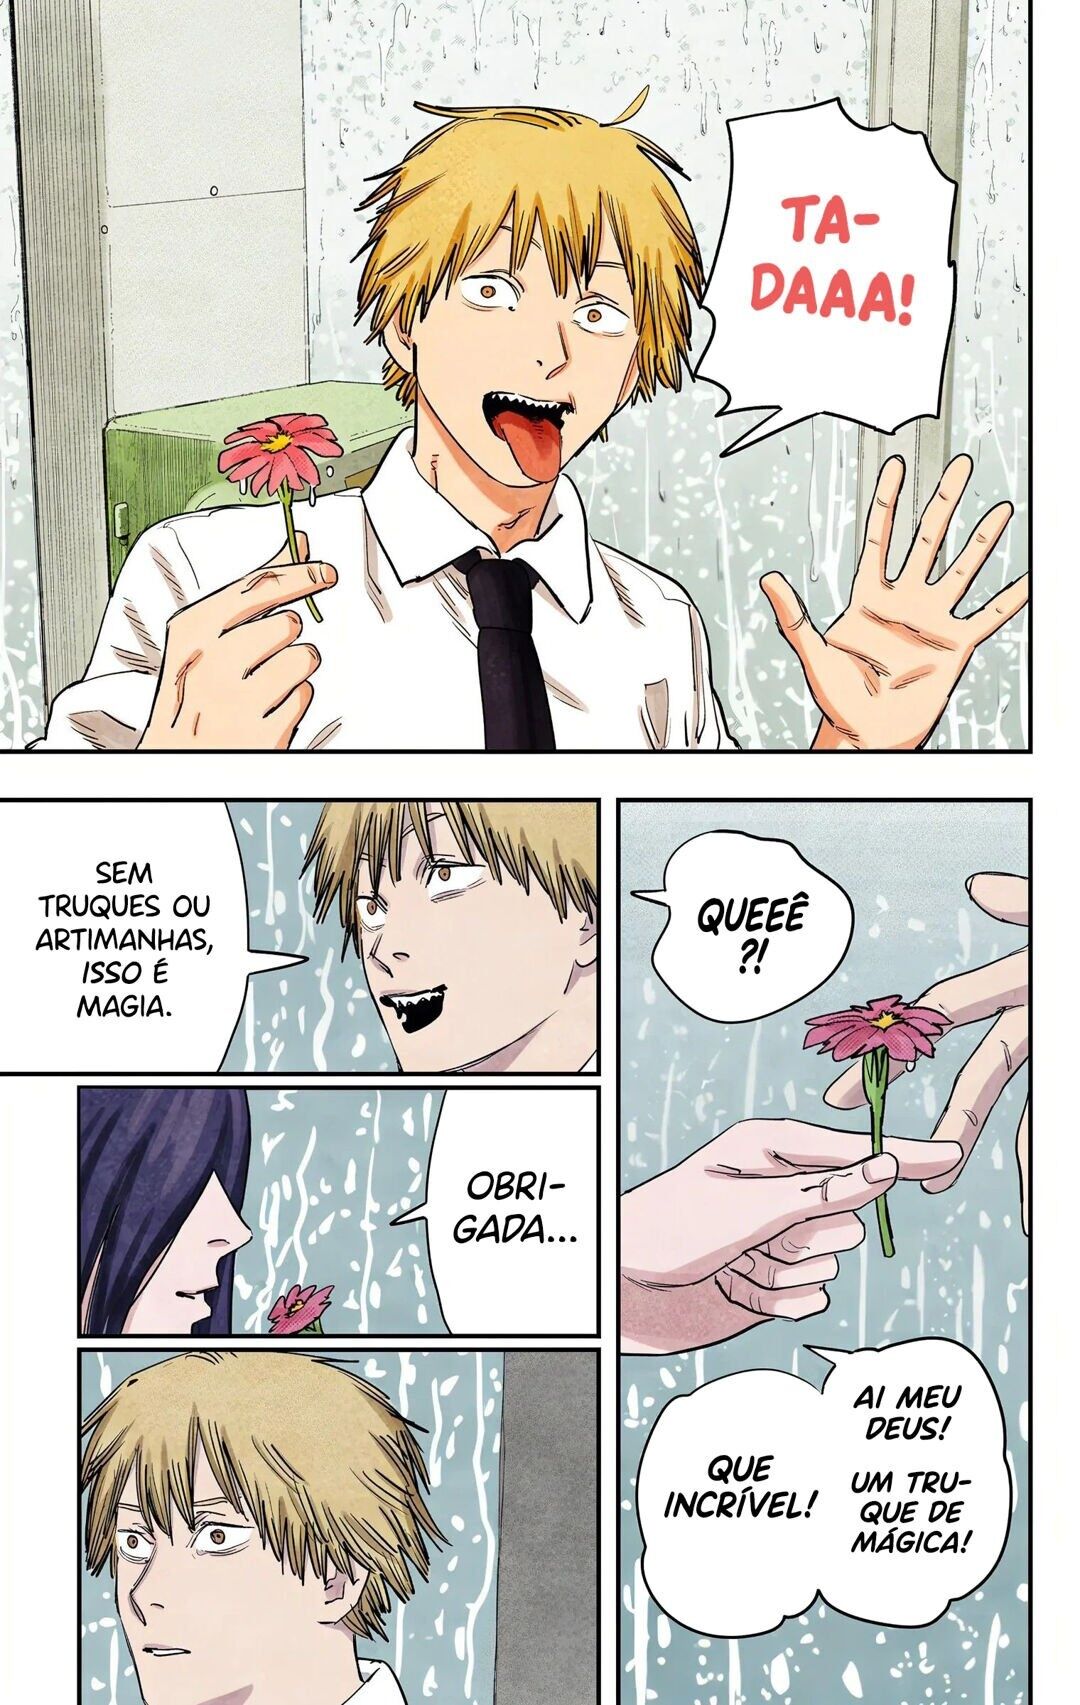 TA-
DAAA!
QUEEÊ
?!
AI MEU
DEUS!
UM TRU-
QUE DE
MÁGICA!
QUE
INCRÍVEL!
SEM
TRUQUES OU
ARTIMANHAS,
ISSO É
MAGIA.
OBRI-
GADA...